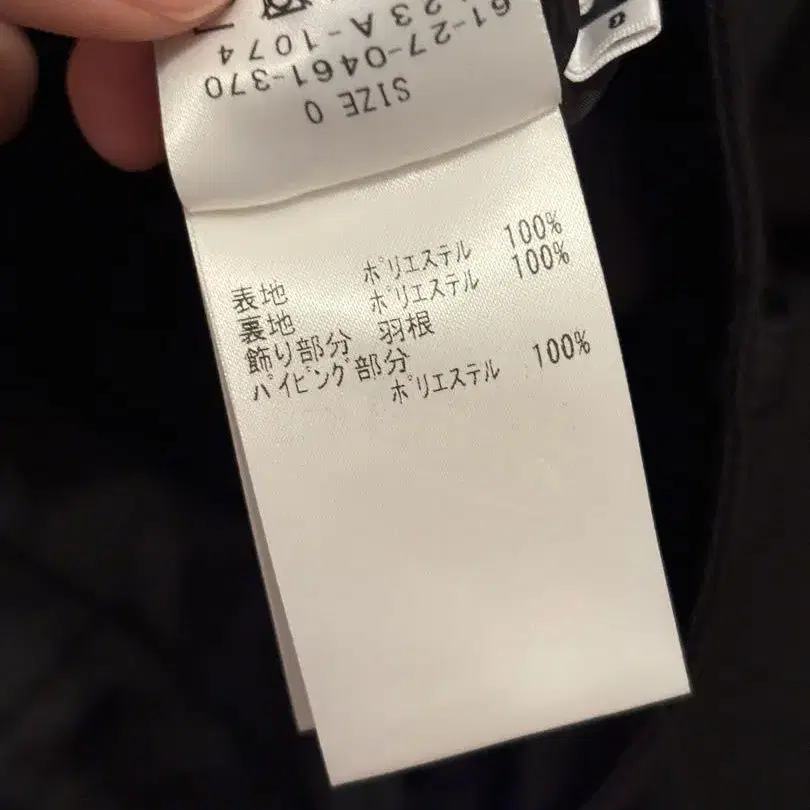 SIZE 0
61-27-0461-370
23A-1074
0
表地 ポリエステル 100%
裏地 ポリエステル 100%
飾り部分 羽根
パイピング部分
ポリエステル 100%